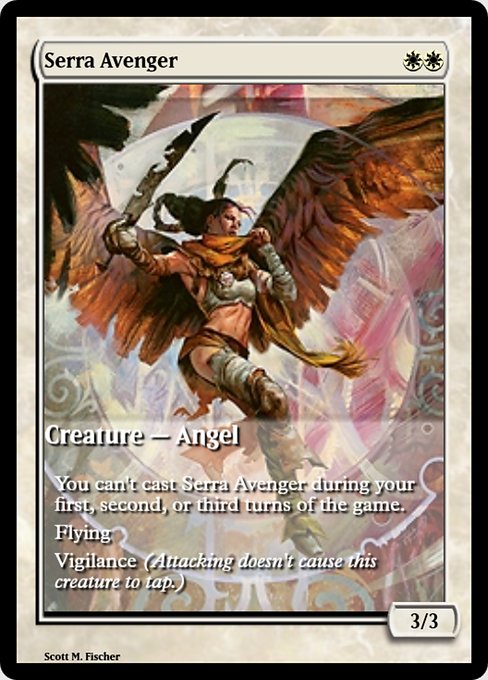 Serra Avenger
Creature — Angel
You can't cast Serra Avenger during your
first, second, or third turns of the game.
Flying
Vigilance (Attacking doesn't cause this
creature to tap.)
3/3
Scott M. Fischer